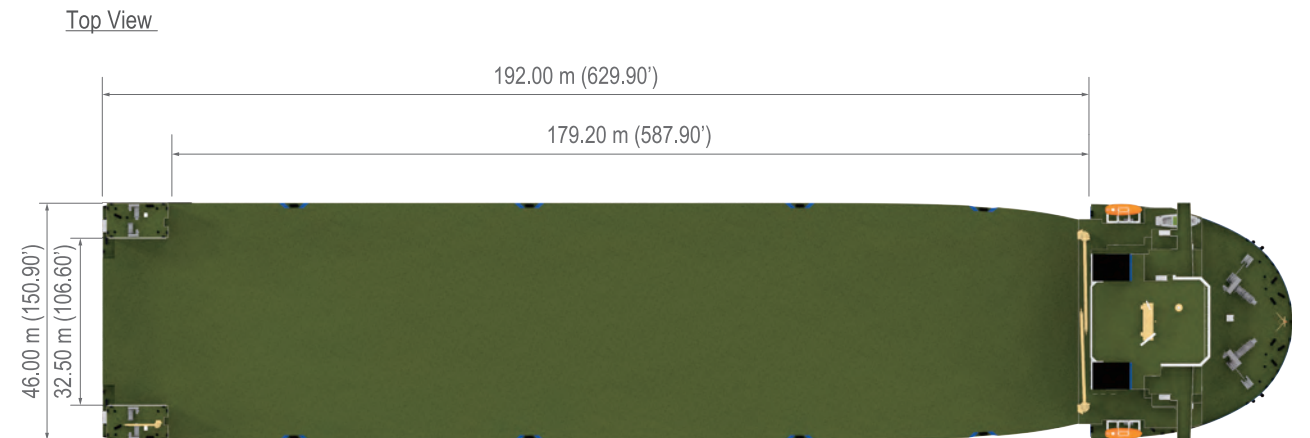 Top View
192.00 m (629.90’)
179.20 m (587.90’)
46.00 m (150.90’)
32.50 m (106.60’)